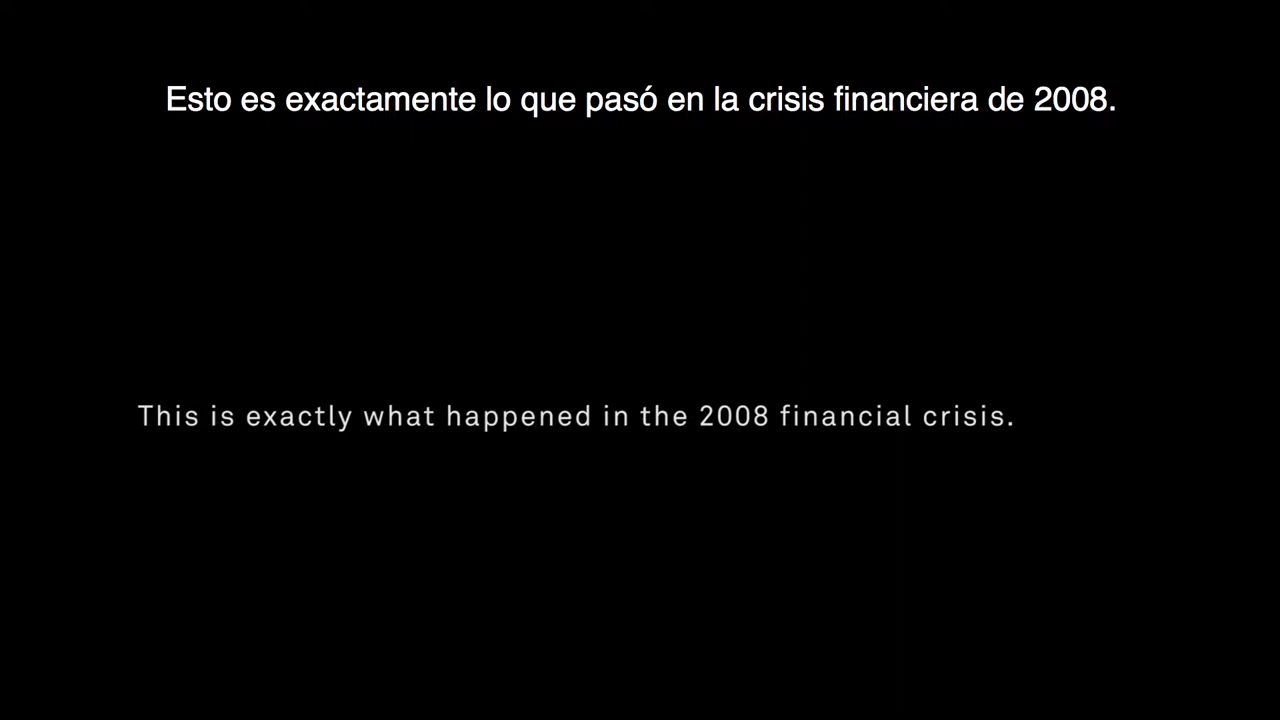 Esto es exactamente lo que pasó en la crisis financiera de 2008.
This is exactly what happened in the 2008 financial crisis.